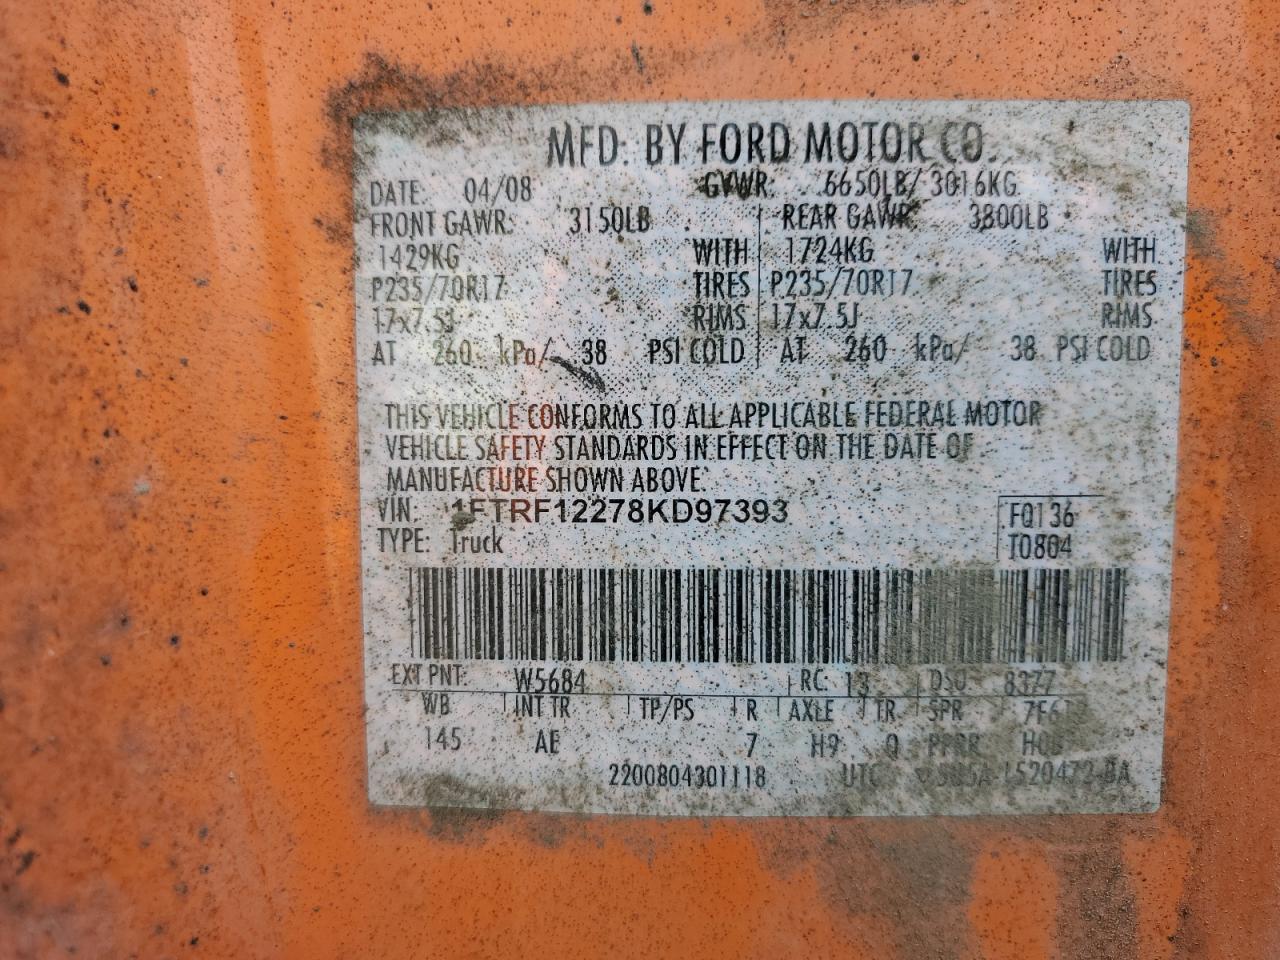 MFD. BY FORD MOTOR CO.
DATE: 04/08 GVWR: 6650LB/ 3016KG
FRONT GAWR: 3150LB REAR GAWR: 3800LB
1429KG WITH 1724KG WITH
P235/70R17 TIRES P235/70R17 TIRES
17x7.5J RIMS 17x7.5J RIMS
AT 260 kPa/ 38 PSI COLD AT 260 kPa/ 38 PSI COLD
THIS VEHICLE CONFORMS TO ALL APPLICABLE FEDERAL MOTOR
VEHICLE SAFETY STANDARDS IN EFFECT ON THE DATE OF
MANUFACTURE SHOWN ABOVE.
VIN: 1FTRF12278KD97393 FQ136
TYPE: Truck T0804
EXT PNT: W5684 RC: 13 DSO 8377
WB INT TR TP/PS R AXLE TR SPR
145 AE 7 H9 Q
2200804301118 UTC